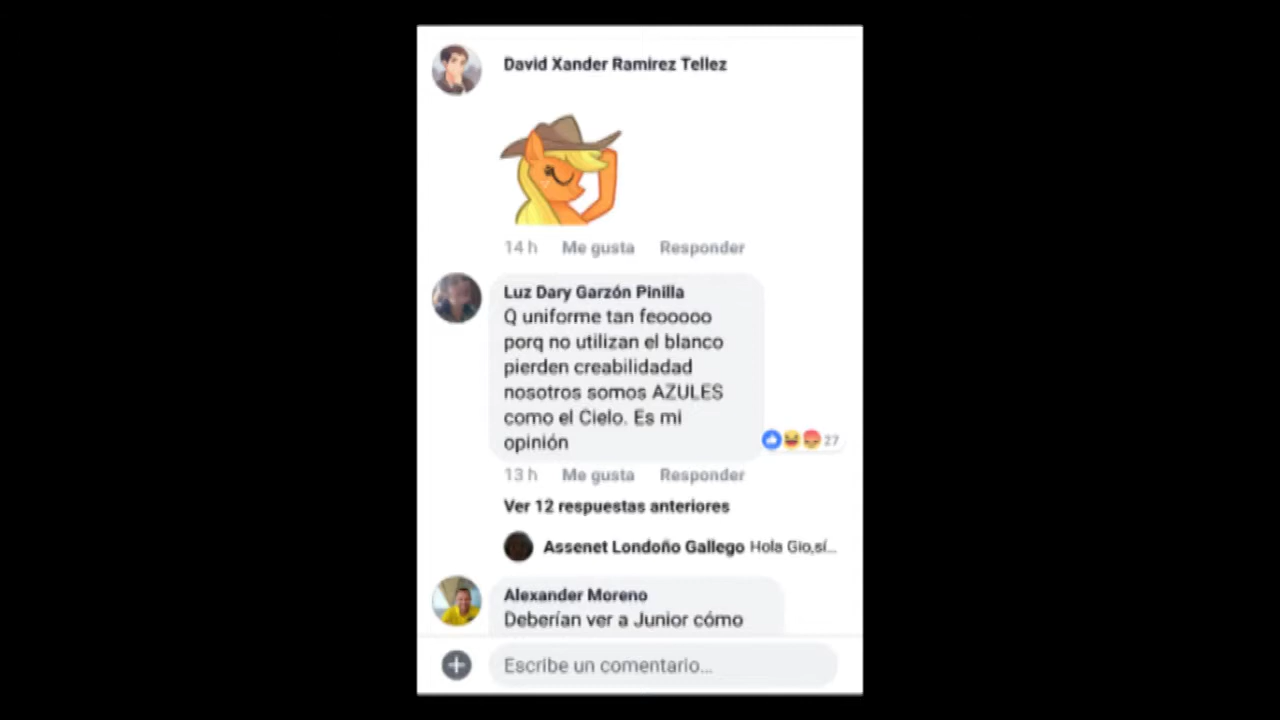 David Xander Ramirez Tellez
14 h Me gusta Responder
Luz Dary Garzón Pinilla
Q uniforme tan feooooo
porq no utilizan el blanco
pierden creabilidadad
nosotros somos AZULES
como el Cielo. Es mi
opinión
27
13 h Me gusta Responder
Ver 12 respuestas anteriores
Assenet Londoño Gallego Hola Gio,sí...
Alexander Moreno
Deberían ver a Junior cómo
Escribe un comentario...